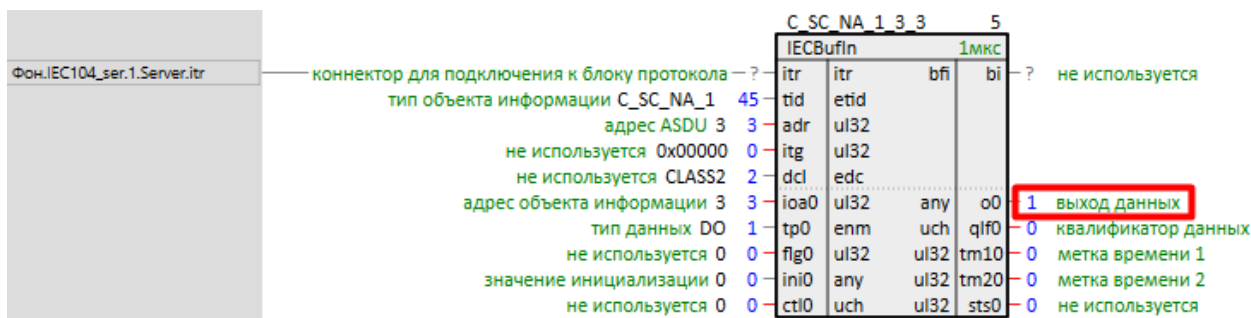 C_SC_NA_1_3_3 5
IECBufIn 1мкс
Фон.IEC104_ser.1.Server.itr коннектор для подключения к блоку протокола ? itr itr bfi bi ? не используется
тип объекта информации C_SC_NA_1 45 tid etid
адрес ASDU 3 3 adr ul32
не используется 0x00000 0 itg ul32
не используется CLASS2 2 dcl edc
адрес объекта информации 3 3 ioa0 ul32 any o0 1 выход данных
тип данных DO 1 tp0 enm uch qlf0 0 квалификатор данных
не используется 0 0 flg0 ul32 ul32 tm10 0 метка времени 1
значение инициализации 0 0 ini0 any ul32 tm20 0 метка времени 2
не используется 0 0 ctl0 uch ul32 sts0 0 не используется